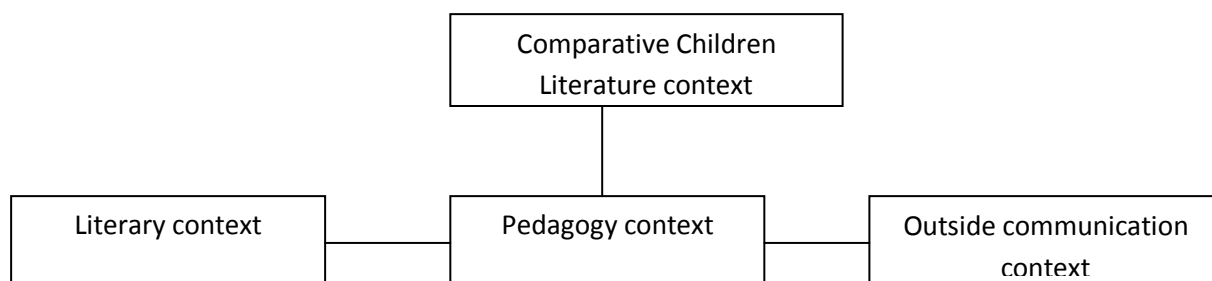 Comparative Children
Literature context
Literary context
Pedagogy context
Outside communication
context